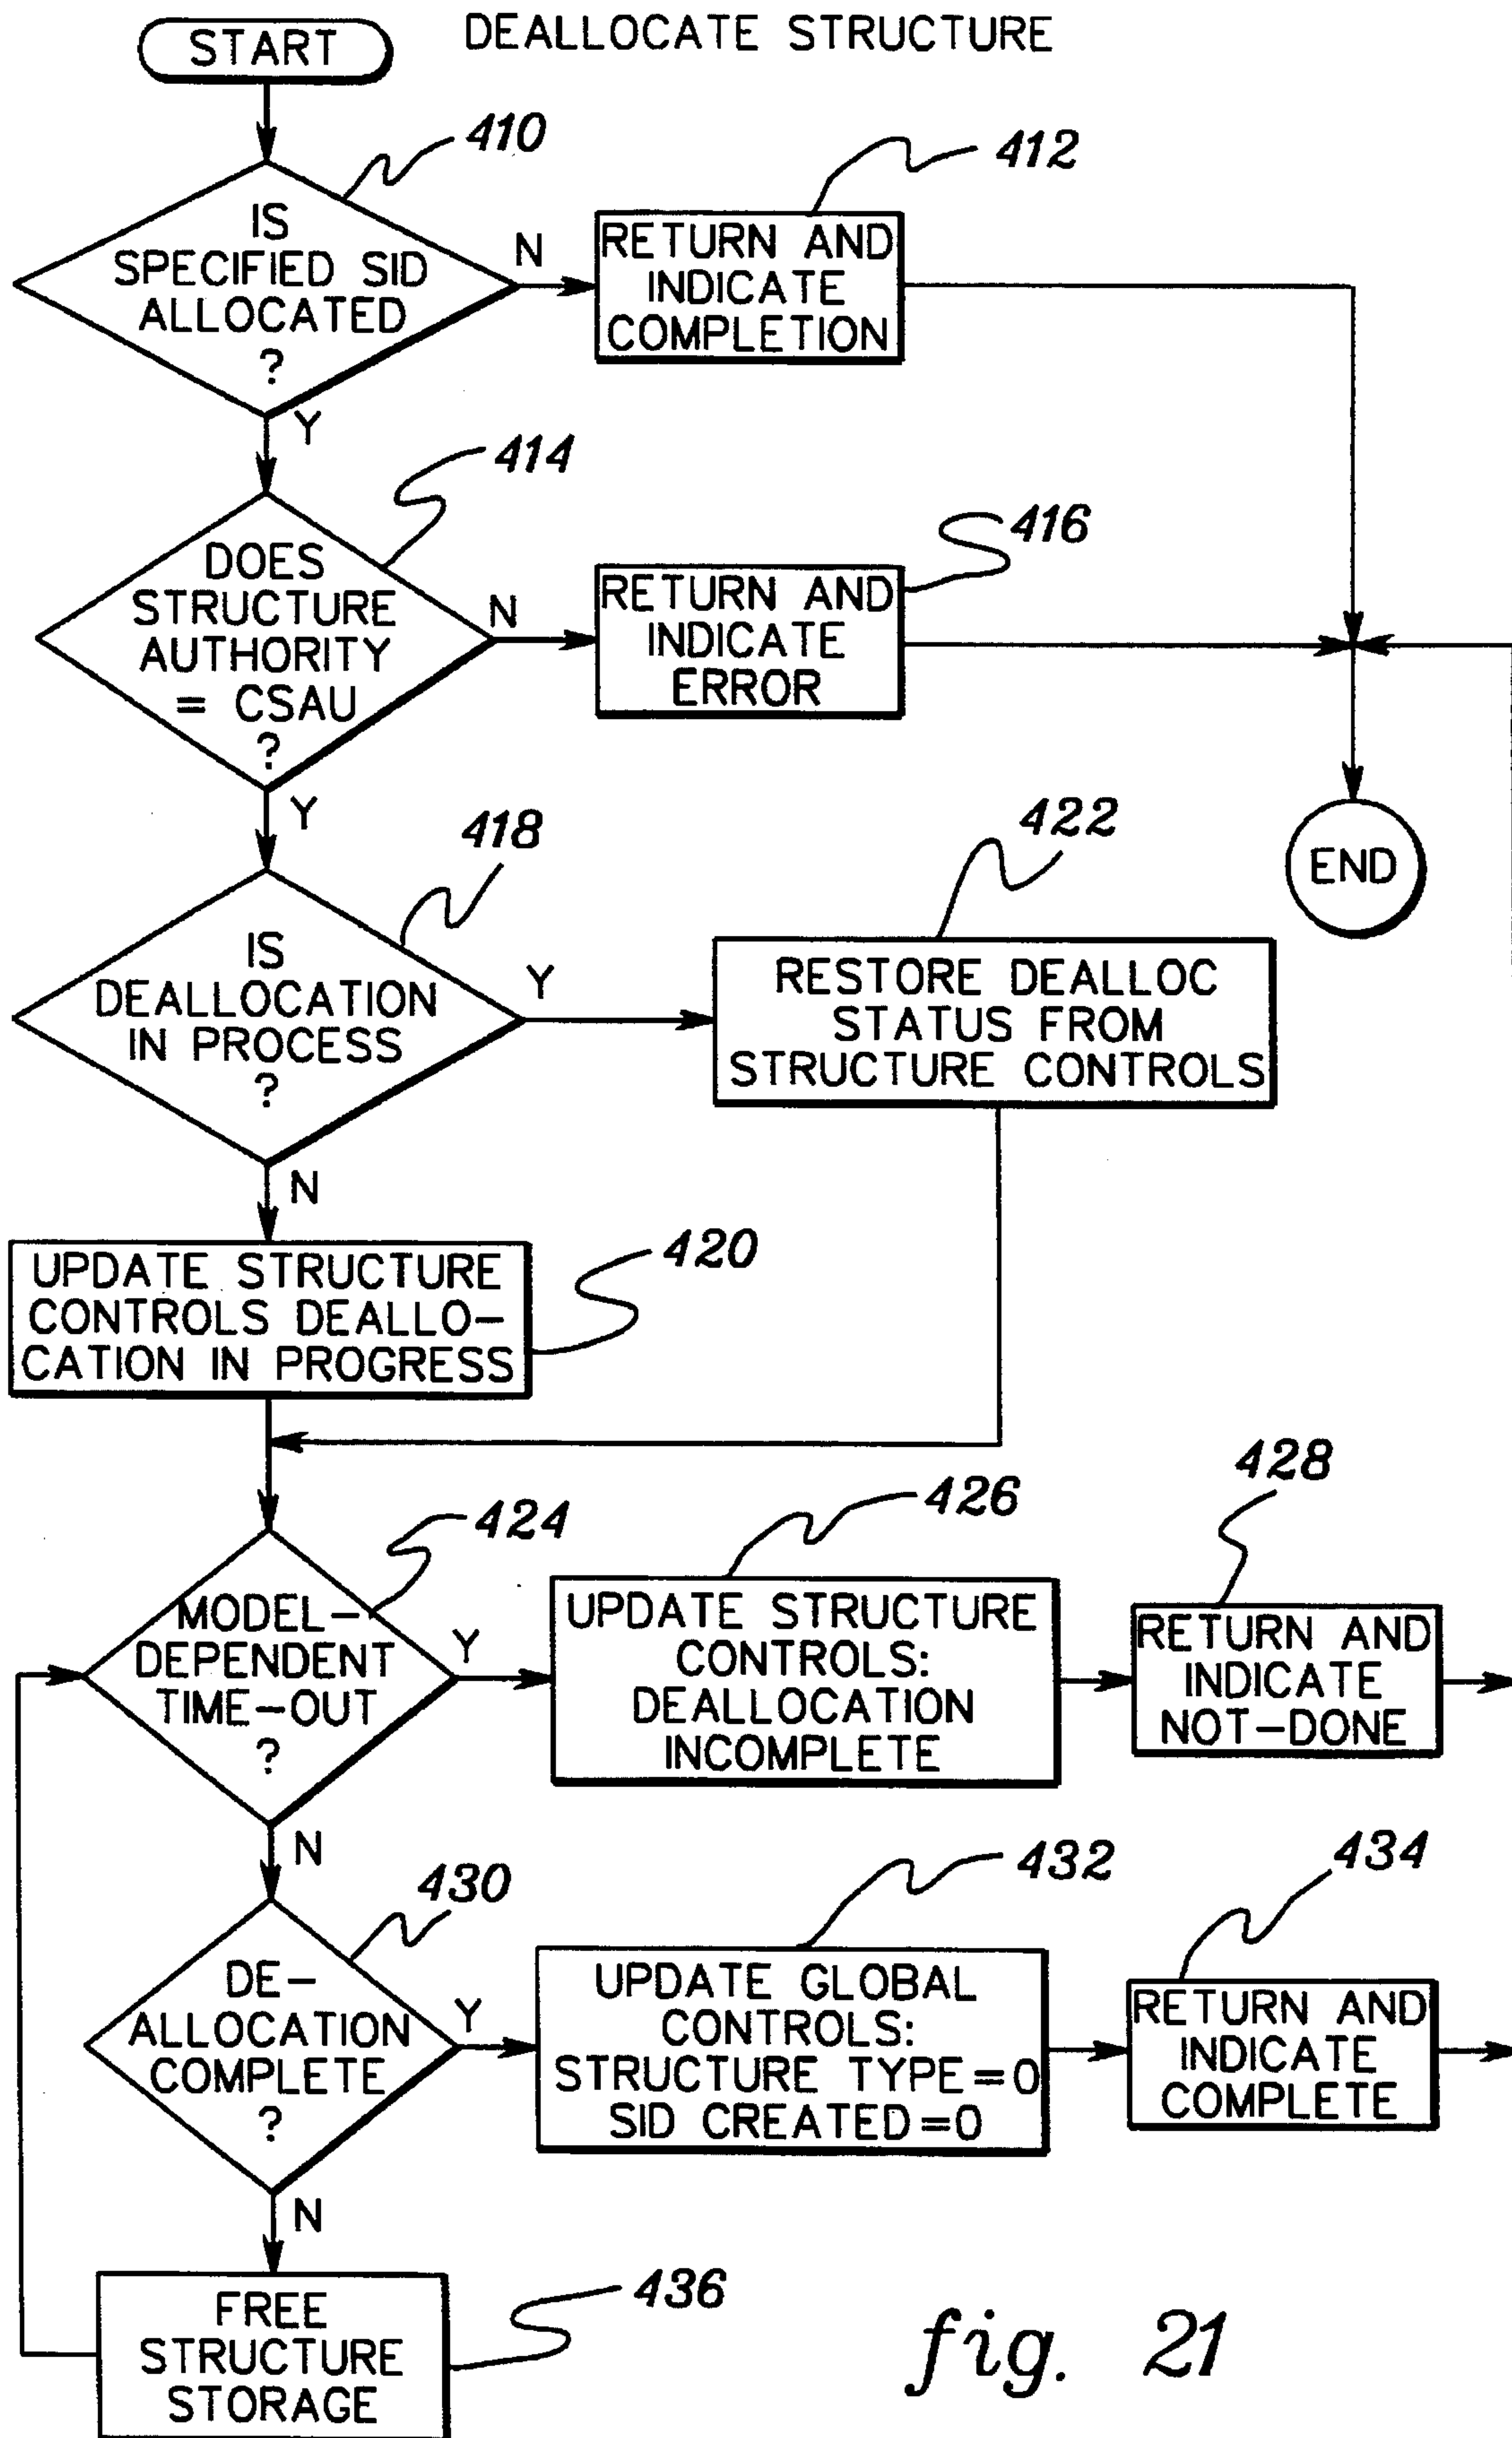 START
DEALLOCATE STRUCTURE
410
IS
SPECIFIED SID
ALLOCATED
?
N
412
RETURN AND
INDICATE
COMPLETION
Y
414
DOES
STRUCTURE
AUTHORITY
= CSAU
?
N
416
RETURN AND
INDICATE
ERROR
END
Y
418
IS
DEALLOCATION
IN PROCESS
?
Y
422
RESTORE DEALLOC
STATUS FROM
STRUCTURE CONTROLS
N
420
UPDATE STRUCTURE
CONTROLS DEALLO-
CATION IN PROGRESS
424
MODEL-
DEPENDENT
TIME-OUT
?
Y
426
UPDATE STRUCTURE
CONTROLS:
DEALLOCATION
INCOMPLETE
428
RETURN AND
INDICATE
NOT-DONE
N
430
DE-
ALLOCATION
COMPLETE
?
Y
432
UPDATE GLOBAL
CONTROLS:
STRUCTURE TYPE=0
SID CREATED=0
434
RETURN AND
INDICATE
COMPLETE
N
436
FREE
STRUCTURE
STORAGE
fig. 21